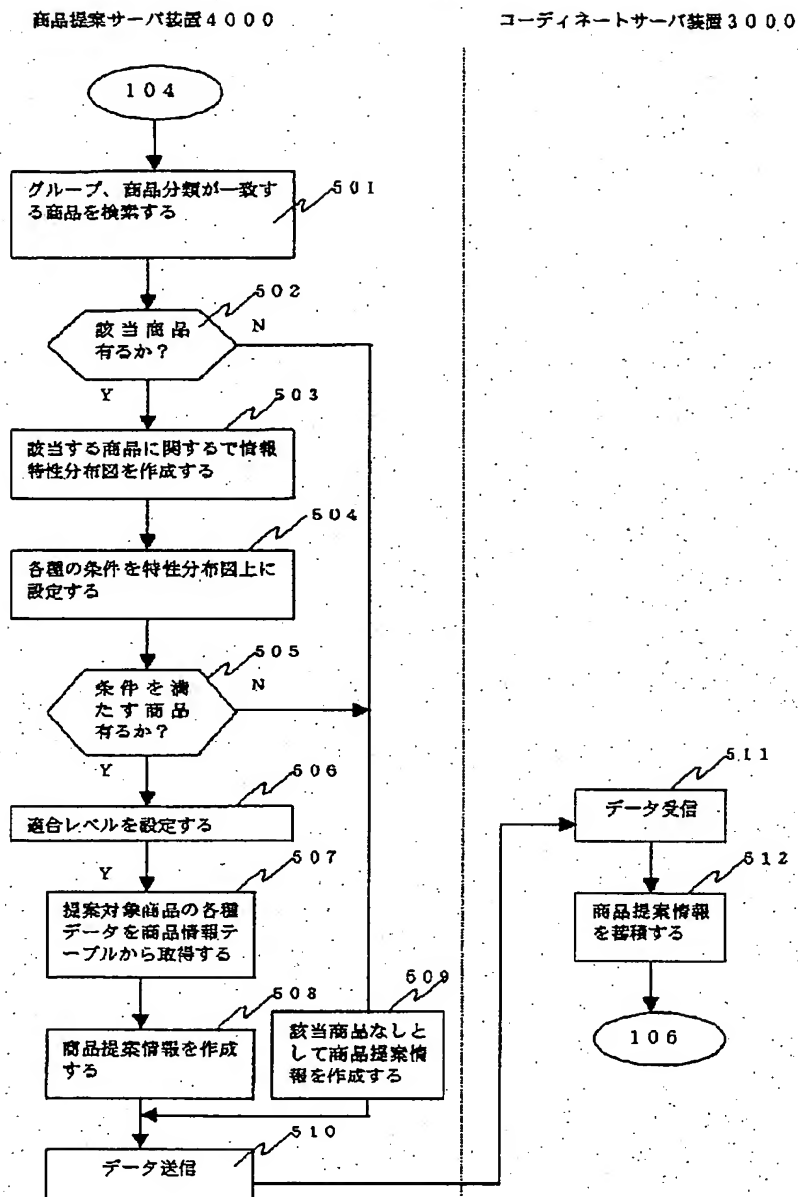 商品提案サーバ装置4000
コーディネートサーバ装置3000
104
グループ、商品分類が一致す
る商品を検索する
501
502
該当商品
有るか?
N
Y
503
該当する商品に関するで情報
特性分布図を作成する
504
各種の条件を特性分布図上に
設定する
505
条件を満
たす商品
有るか?
N
Y
506
適合レベルを設定する
507
Y
提案対象商品の各種
データを商品情報テ
ーブルから取得する
508
商品提案情報を作成
する
509
該当商品なしと
して商品提案情
報を作成する
510
データ送信
511
データ受信
512
商品提案情報
を蓄積する
106